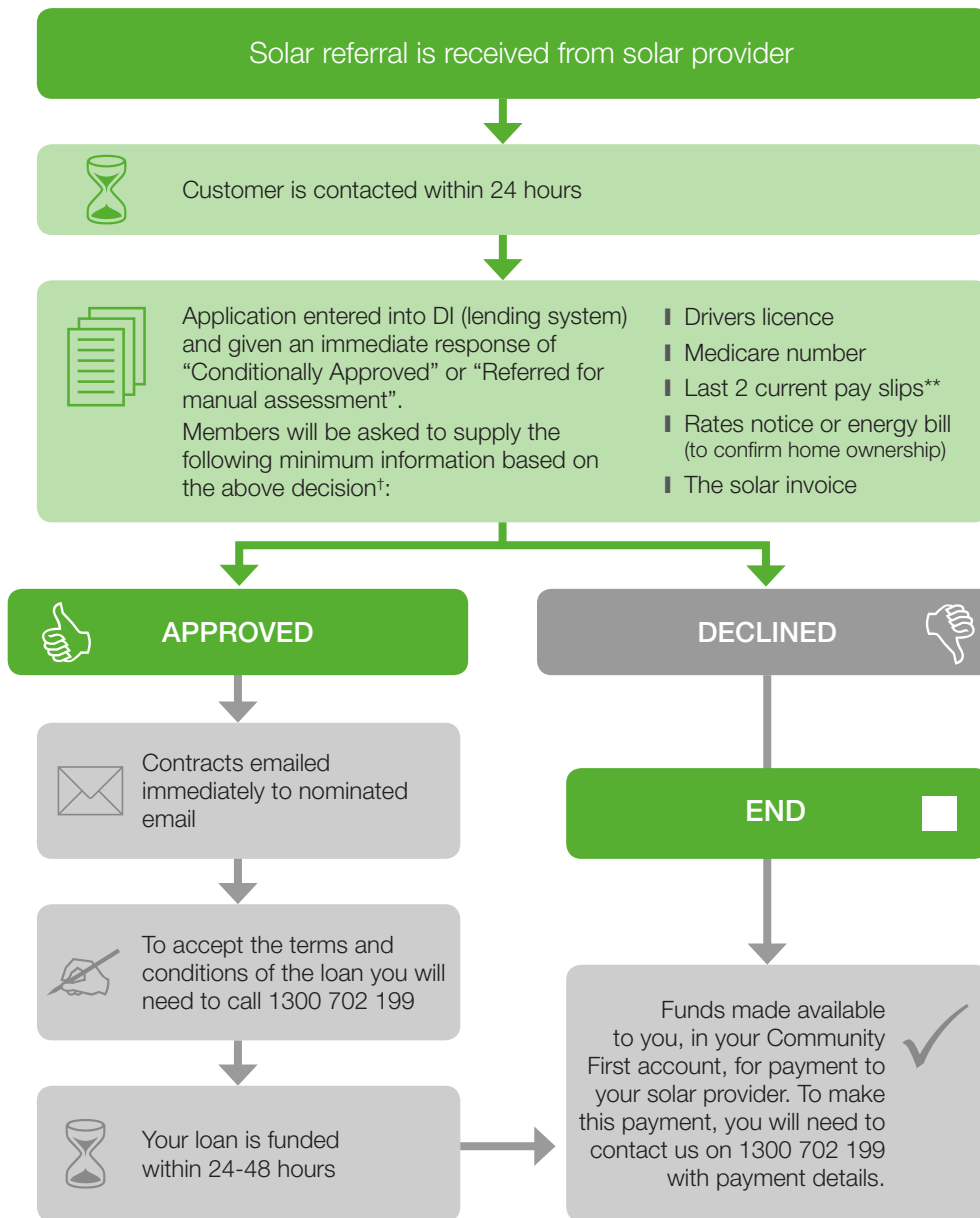 Solar referral is received from solar provider
Customer is contacted within 24 hours
Application entered into DI (lending system)
and given an immediate response of
“Conditionally Approved” or “Referred for
manual assessment”.
Members will be asked to supply the
following minimum information based on
the above decision†:
Drivers licence
Medicare number
Last 2 current pay slips**
Rates notice or energy bill
(to confirm home ownership)
The solar invoice
APPROVED
DECLINED
Contracts emailed
immediately to nominated
email
END
To accept the terms and
conditions of the loan you will
need to call 1300 702 199
Your loan is funded
within 24-48 hours
Funds made available
to you, in your Community
First account, for payment to
your solar provider. To make
this payment, you will need to
contact us on 1300 702 199
with payment details.